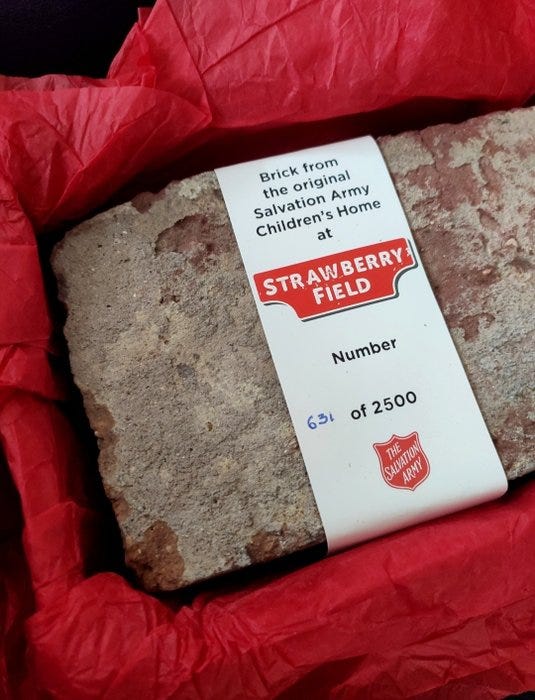 Brick from
the original
Salvation Army
Children's Home
at
STRAWBERRY
FIELD
Number
631 of 2500
THE
SALVATION
ARMY